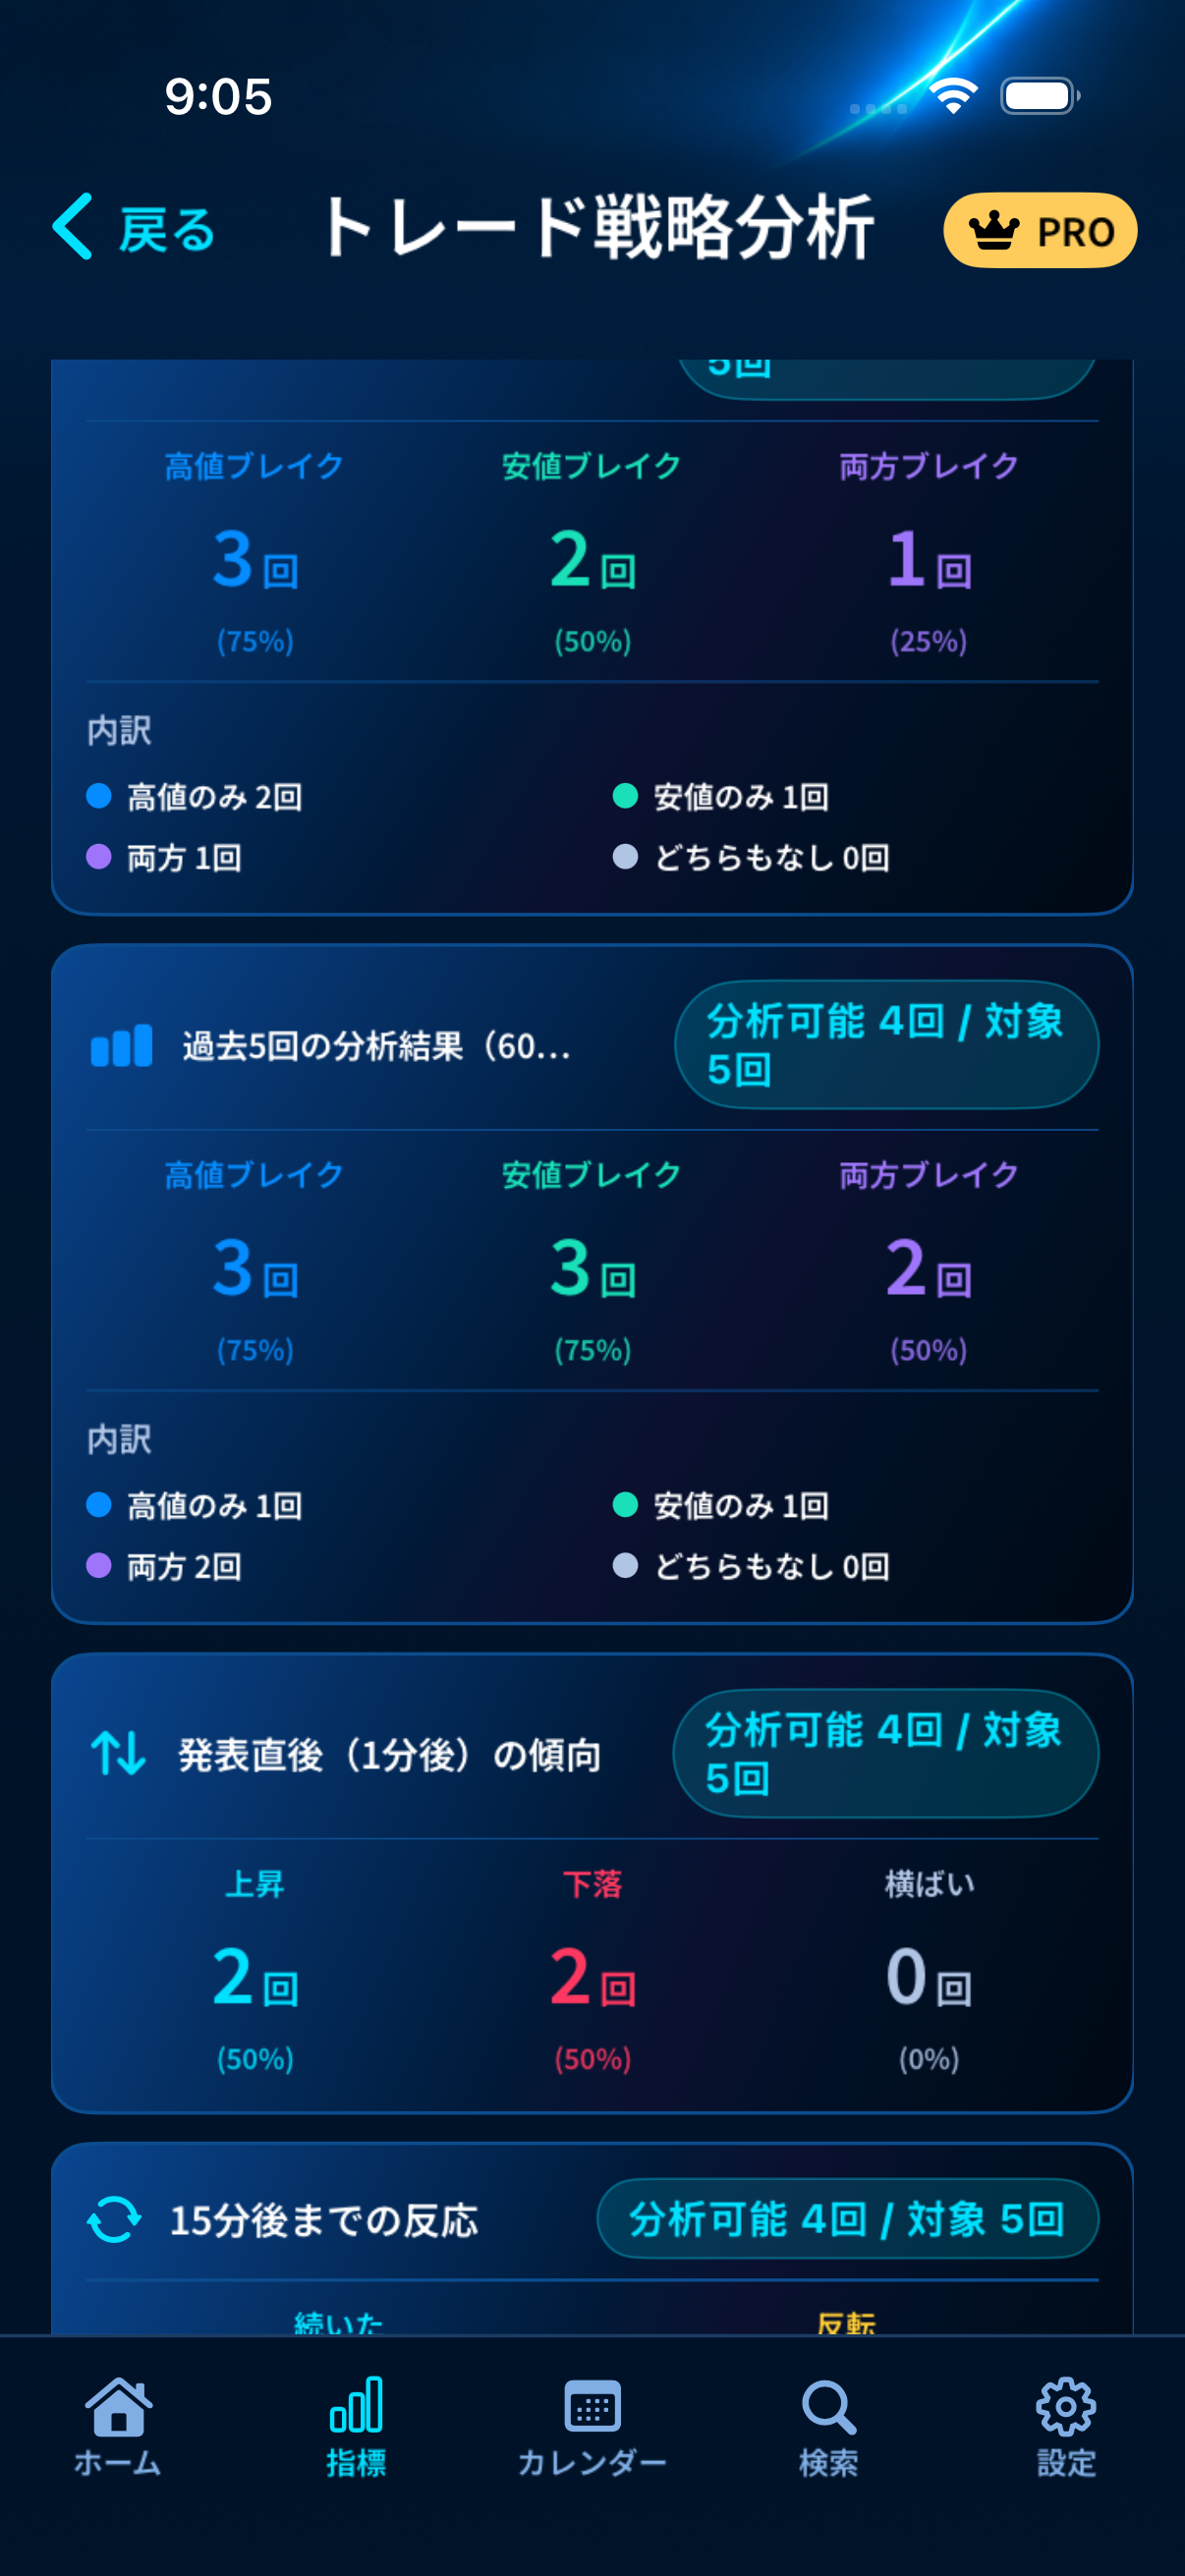 9:05
戻る
トレード戦略分析
PRO
5回
高値ブレイク
安値ブレイク
両方ブレイク
3回
2回
1回
(75%)
(50%)
(25%)
内訳
高値のみ 2回
安値のみ 1回
両方 1回
どちらもなし 0回
過去5回の分析結果（60…
分析可能 4回 / 対象
5回
高値ブレイク
安値ブレイク
両方ブレイク
3回
3回
2回
(75%)
(75%)
(50%)
内訳
高値のみ 1回
安値のみ 1回
両方 2回
どちらもなし 0回
発表直後（1分後）の傾向
分析可能 4回 / 対象
5回
上昇
下落
横ばい
2回
2回
0回
(50%)
(50%)
(0%)
15分後までの反応
分析可能 4回 / 対象 5回
続いた
反転
ホーム
指標
カレンダー
検索
設定